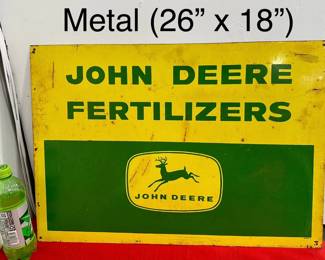 Metal (26” x 18”)
JOHN DEERE
FERTILIZERS
JOHN DEERE